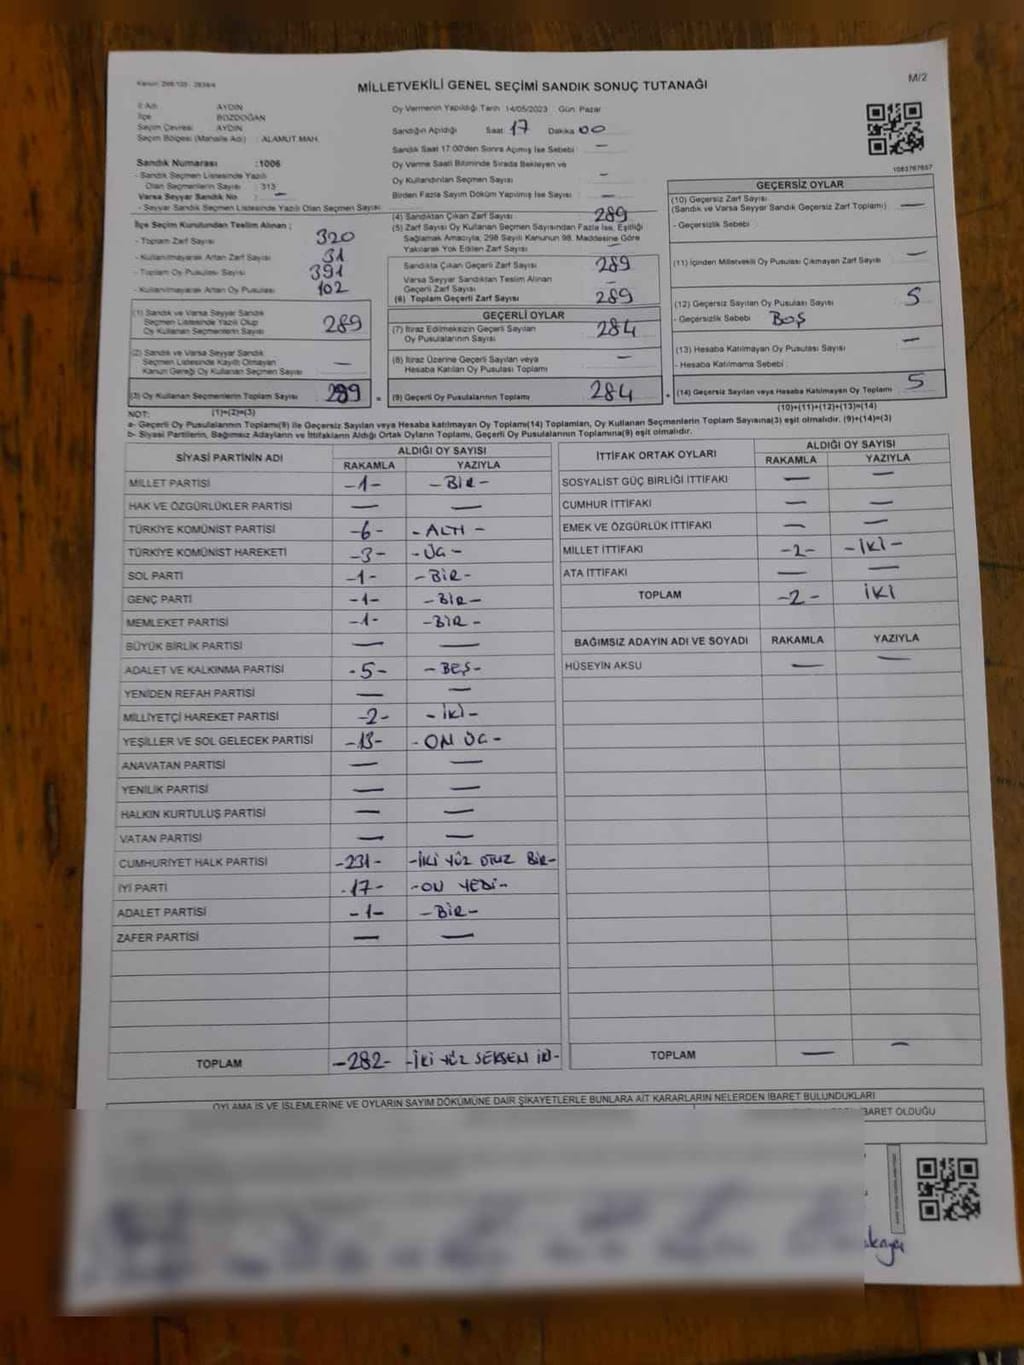 MİLLETVEKİLİ GENEL SEÇİMİ SANDIK SONUÇ TUTANAĞI
M/2
İl Adı AYDIN
İlçe BOZDOĞAN
Seçim Çevresi AYDIN
Seçim Bölgesi (Mahalle Adı) : ALAMUT MAH.
Sandık Numarası :1006
- Sandık Seçmen Listesinde Yazılı
Olan Seçmenlerin Sayısı : 313
Varsa Seyyar Sandık No —
- Seyyar Sandık Seçmen Listesinde Yazılı Olan Seçmen Sayısı
Oy Vermenin Yapıldığı Tarih 14/05/2023 Gün Pazar
Sandığın Açıldığı Saat 17 Dakika 00
Sandık Saat 17:00'den Sonra Açılmış İse Sebebi —
Oy Verme Saati Bitiminde Sırada Bekleyen ve
Oy Kullandırılan Seçmen Sayısı —
Birden Fazla Sayım Döküm Yapılmış İse Sayısı —
1083767657
İlçe Seçim Kurulundan Teslim Alınan ;
- Toplam Zarf Sayısı 320
- Kullanılmayarak Artan Zarf Sayısı 31
- Toplam Oy Pusulası Sayısı 391
- Kullanılmayarak Artan Oy Pusulası 102
(1) Sandık ve Varsa Seyyar Sandık
Seçmen Listesinde Yazılı Olup
Oy Kullanan Seçmenlerin Sayısı 289
(2) Sandık ve Varsa Seyyar Sandık
Seçmen Listesinde Kayıtlı Olmayan
Kanun Gereği Oy Kullanan Seçmen Sayısı —
(3) Oy Kullanan Seçmenlerin Toplam Sayısı 289
(4) Sandıktan Çıkan Zarf Sayısı 289
(5) Zarf Sayısı Oy Kullanan Seçmen Sayısından Fazla İse, Eşitliği
Sağlamak Amacıyla; 298 Sayılı Kanunun 98. Maddesine Göre
Yakılarak Yok Edilen Zarf Sayısı —
Sandıkta Çıkan Geçerli Zarf Sayısı 289
Varsa Seyyar Sandıktan Teslim Alınan
Geçerli Zarf Sayısı —
(6) Toplam Geçerli Zarf Sayısı 289
GEÇERLİ OYLAR
(7) İtiraz Edilmeksizin Geçerli Sayılan
Oy Pusulalarının Sayısı 284
(8) İtiraz Üzerine Geçerli Sayılan veya
Hesaba Katılan Oy Pusulası Toplamı —
(9) Geçerli Oy Pusulalarının Toplamı 284
GEÇERSİZ OYLAR
(10) Geçersiz Zarf Sayısı
(Sandık ve Varsa Seyyar Sandık Geçersiz Zarf Toplamı) —
- Geçersizlik Sebebi
(11) İçinden Milletvekili Oy Pusulası Çıkmayan Zarf Sayısı —
(12) Geçersiz Sayılan Oy Pusulası Sayısı 5
- Geçersizlik Sebebi BOŞ
(13) Hesaba Katılmayan Oy Pusulası Sayısı —
- Hesaba Katılmama Sebebi
(14) Geçersiz Sayılan veya Hesaba Katılmayan Oy Toplamı 5
NOT: (1)+(2)=(3) (10)+(11)+(12)+(13)=(14)
a- Geçerli Oy Pusulalarının Toplamı(9) ile Geçersiz Sayılan veya Hesaba Katılmayan Oy Toplamı(14) Toplamları, Oy Kullanan Seçmenlerin Toplam Sayısına(3) eşit olmalıdır. (9)+(14)=(3)
b- Siyasi Partilerin, Bağımsız Adayların ve İttifakların Aldığı Ortak Oyların Toplamı, Geçerli Oy Pusulalarının Toplamına(9) eşit olmalıdır.
SİYASİ PARTİNİN ADI ALDIĞI OY SAYISI
RAKAMLA YAZIYLA
MİLLET PARTİSİ -1- -BİR-
HAK VE ÖZGÜRLÜKLER PARTİSİ — —
TÜRKİYE KOMÜNİST PARTİSİ -6- -ALTI-
TÜRKİYE KOMÜNİST HAREKETİ -3- -ÜÇ-
SOL PARTİ -1- -BİR-
GENÇ PARTİ -1- -BİR-
MEMLEKET PARTİSİ -1- -BİR-
BÜYÜK BİRLİK PARTİSİ — —
ADALET VE KALKINMA PARTİSİ -5- -BEŞ-
YENİDEN REFAH PARTİSİ — —
MİLLİYETÇİ HAREKET PARTİSİ -2- -İKİ-
YEŞİLLER VE SOL GELECEK PARTİSİ -13- -ON ÜÇ-
ANAVATAN PARTİSİ — —
YENİLİK PARTİSİ — —
HALKIN KURTULUŞ PARTİSİ — —
VATAN PARTİSİ — —
CUMHURİYET HALK PARTİSİ -231- -İKİ YÜZ OTUZ BİR-
İYİ PARTİ -17- -ON YEDİ-
ADALET PARTİSİ -1- -BİR-
ZAFER PARTİSİ — —
TOPLAM -282- -İKİ YÜZ SEKSEN İKİ-
İTTİFAK ORTAK OYLARI ALDIĞI OY SAYISI
RAKAMLA YAZIYLA
SOSYALİST GÜÇ BİRLİĞİ İTTİFAKI — —
CUMHUR İTTİFAKI — —
EMEK VE ÖZGÜRLÜK İTTİFAKI — —
MİLLET İTTİFAKI -2- -İKİ-
ATA İTTİFAKI — —
TOPLAM -2- İKİ
BAĞIMSIZ ADAYIN ADI VE SOYADI RAKAMLA YAZIYLA
HÜSEYİN AKSU — —
TOPLAM — —
OYLAMA İŞ VE İŞLEMLERİNE VE OYLARIN SAYIM DÖKÜMÜNE DAİR ŞİKAYETLERLE BUNLARA AİT KARARLARIN NELERDEN İBARET BULUNDUKLARI
İBARET OLDUĞU